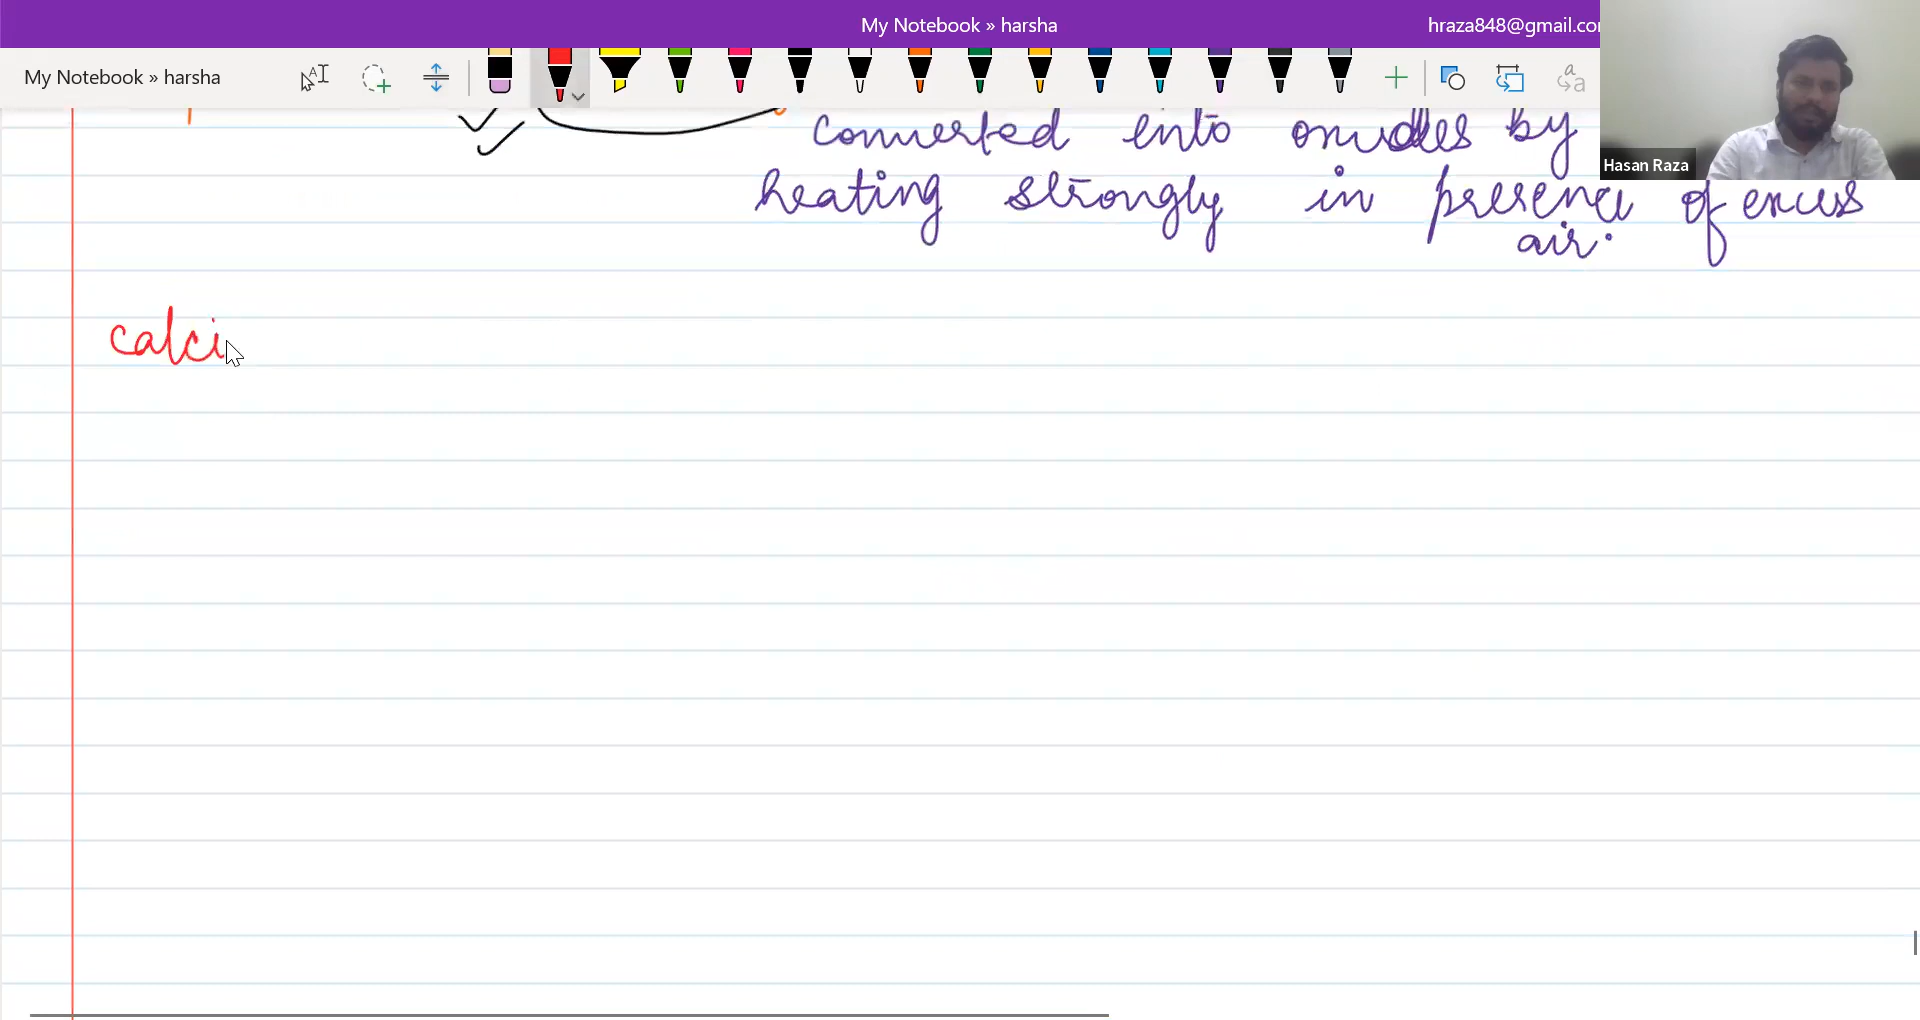 My Notebook » harsha
hraza848@gmail.co
My Notebook » harsha
Hasan Raza
converted into by
heating strongly in presence of excess
air.
calci